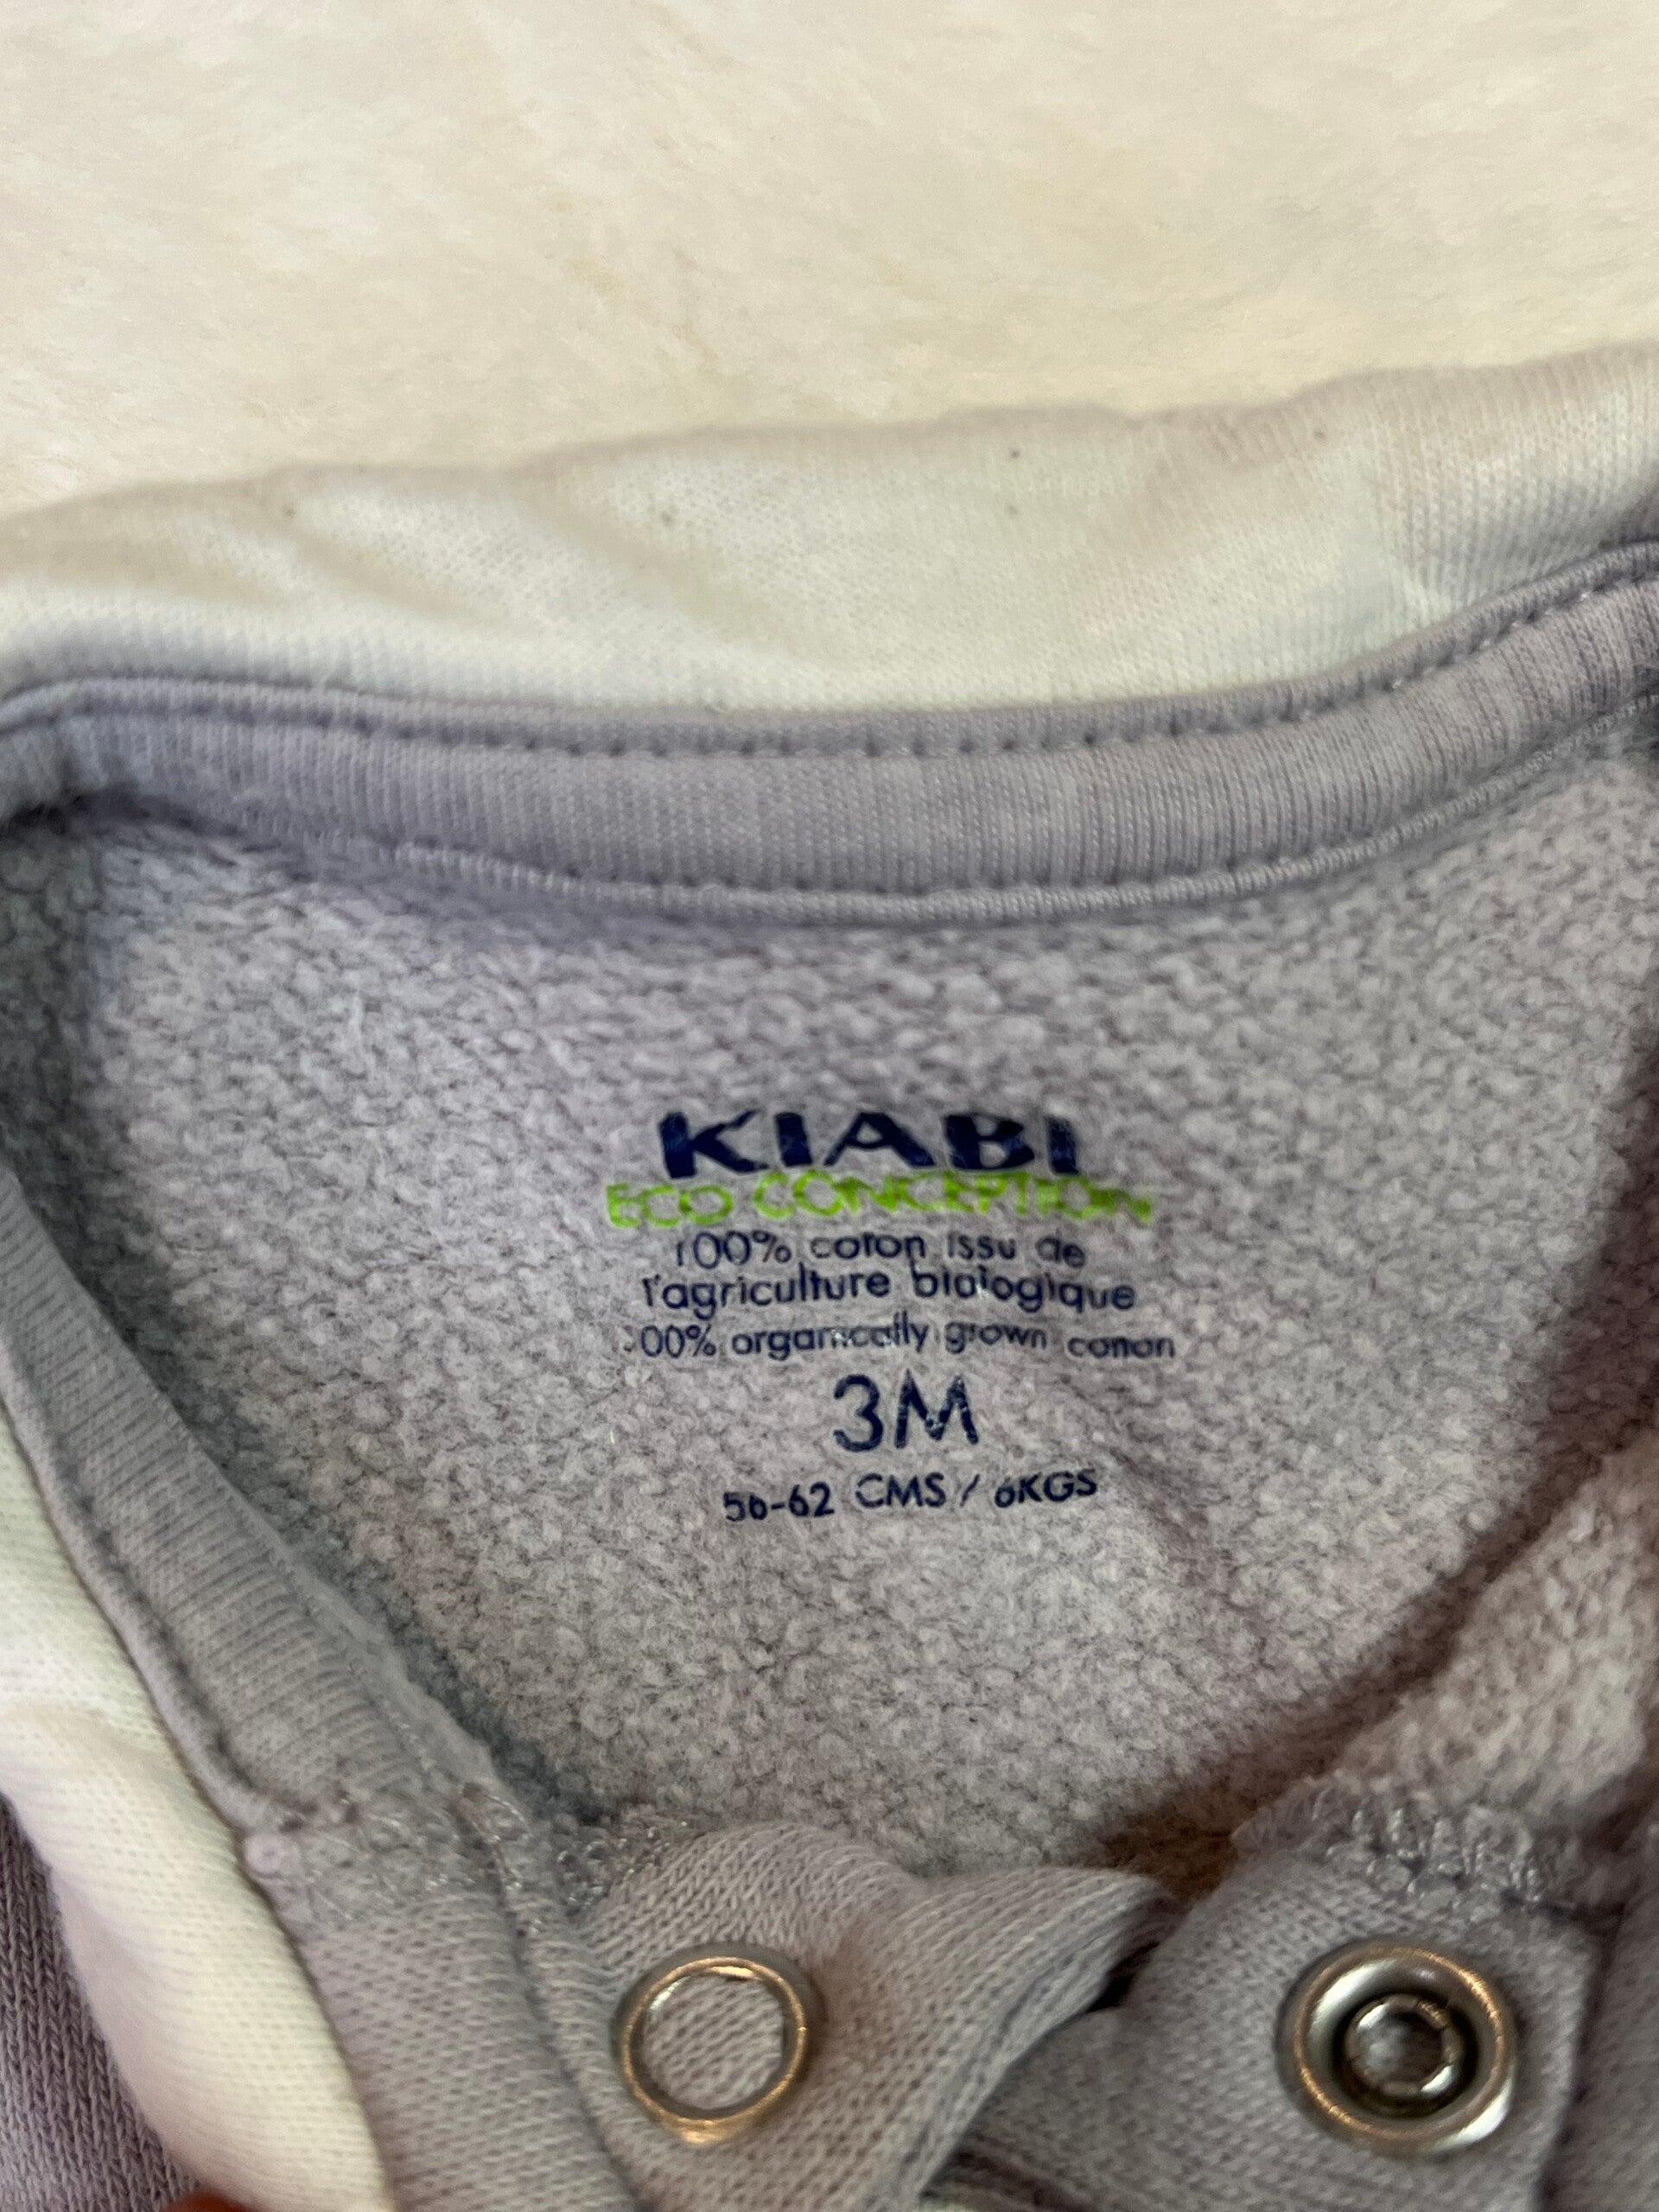 KIABI
ECO CONCEPTION
100% coton issu de
l'agriculture biologique
100% organically grown cotton
3M
56-62 CMS / 6KGS